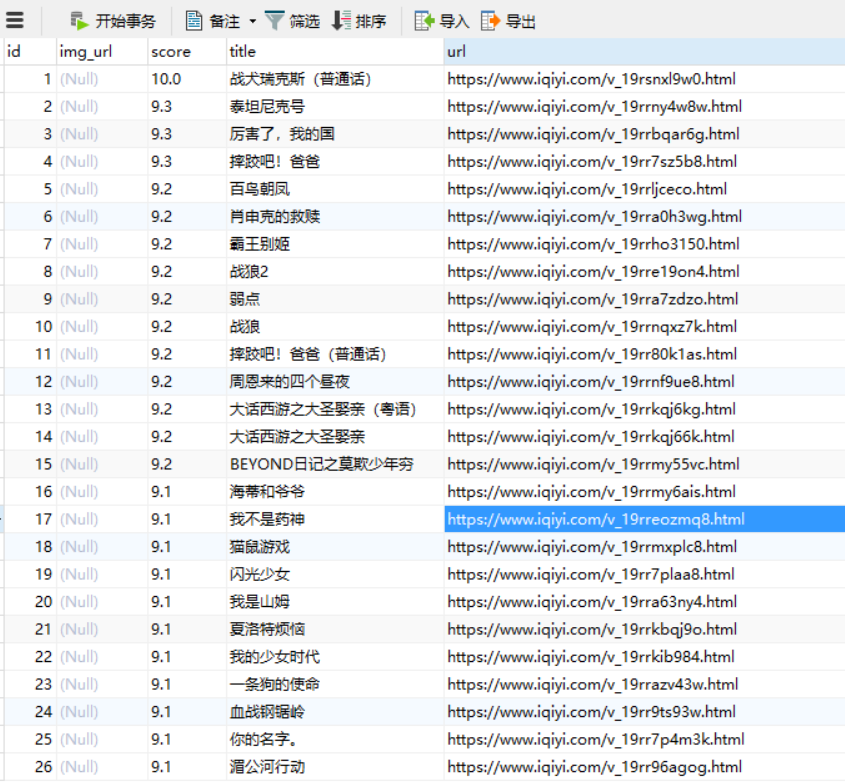 开始事务 备注 筛选 排序 导入 导出
id img_url score title url
1 (Null) 10.0 战犬瑞克斯（普通话） https://www.iqiyi.com/v_19rsnxl9w0.html
2 (Null) 9.3 泰坦尼克号 https://www.iqiyi.com/v_19rrny4w8w.html
3 (Null) 9.3 厉害了，我的国 https://www.iqiyi.com/v_19rrbqar6g.html
4 (Null) 9.3 摔跤吧！爸爸 https://www.iqiyi.com/v_19rr7sz5b8.html
5 (Null) 9.2 百鸟朝凤 https://www.iqiyi.com/v_19rrljceco.html
6 (Null) 9.2 肖申克的救赎 https://www.iqiyi.com/v_19rra0h3wg.html
7 (Null) 9.2 霸王别姬 https://www.iqiyi.com/v_19rrho3150.html
8 (Null) 9.2 战狼2 https://www.iqiyi.com/v_19rre19on4.html
9 (Null) 9.2 弱点 https://www.iqiyi.com/v_19rra7zdzo.html
10 (Null) 9.2 战狼 https://www.iqiyi.com/v_19rrnqxz7k.html
11 (Null) 9.2 摔跤吧！爸爸（普通话） https://www.iqiyi.com/v_19rr80k1as.html
12 (Null) 9.2 周恩来的四个昼夜 https://www.iqiyi.com/v_19rrnf9ue8.html
13 (Null) 9.2 大话西游之大圣娶亲（粤语） https://www.iqiyi.com/v_19rrkqj6kg.html
14 (Null) 9.2 大话西游之大圣娶亲 https://www.iqiyi.com/v_19rrkqj66k.html
15 (Null) 9.2 BEYOND日记之莫欺少年穷 https://www.iqiyi.com/v_19rrmy55vc.html
16 (Null) 9.1 海蒂和爷爷 https://www.iqiyi.com/v_19rrmy6ais.html
17 (Null) 9.1 我不是药神 https://www.iqiyi.com/v_19rreozmq8.html
18 (Null) 9.1 猫鼠游戏 https://www.iqiyi.com/v_19rrmxplc8.html
19 (Null) 9.1 闪光少女 https://www.iqiyi.com/v_19rr7plaa8.html
20 (Null) 9.1 我是山姆 https://www.iqiyi.com/v_19rra63ny4.html
21 (Null) 9.1 夏洛特烦恼 https://www.iqiyi.com/v_19rrkbqj9o.html
22 (Null) 9.1 我的少女时代 https://www.iqiyi.com/v_19rrkib984.html
23 (Null) 9.1 一条狗的使命 https://www.iqiyi.com/v_19rrazv43w.html
24 (Null) 9.1 血战钢锯岭 https://www.iqiyi.com/v_19rr9ts93w.html
25 (Null) 9.1 你的名字。 https://www.iqiyi.com/v_19rr7p4m3k.html
26 (Null) 9.1 湄公河行动 https://www.iqiyi.com/v_19rr96agog.html